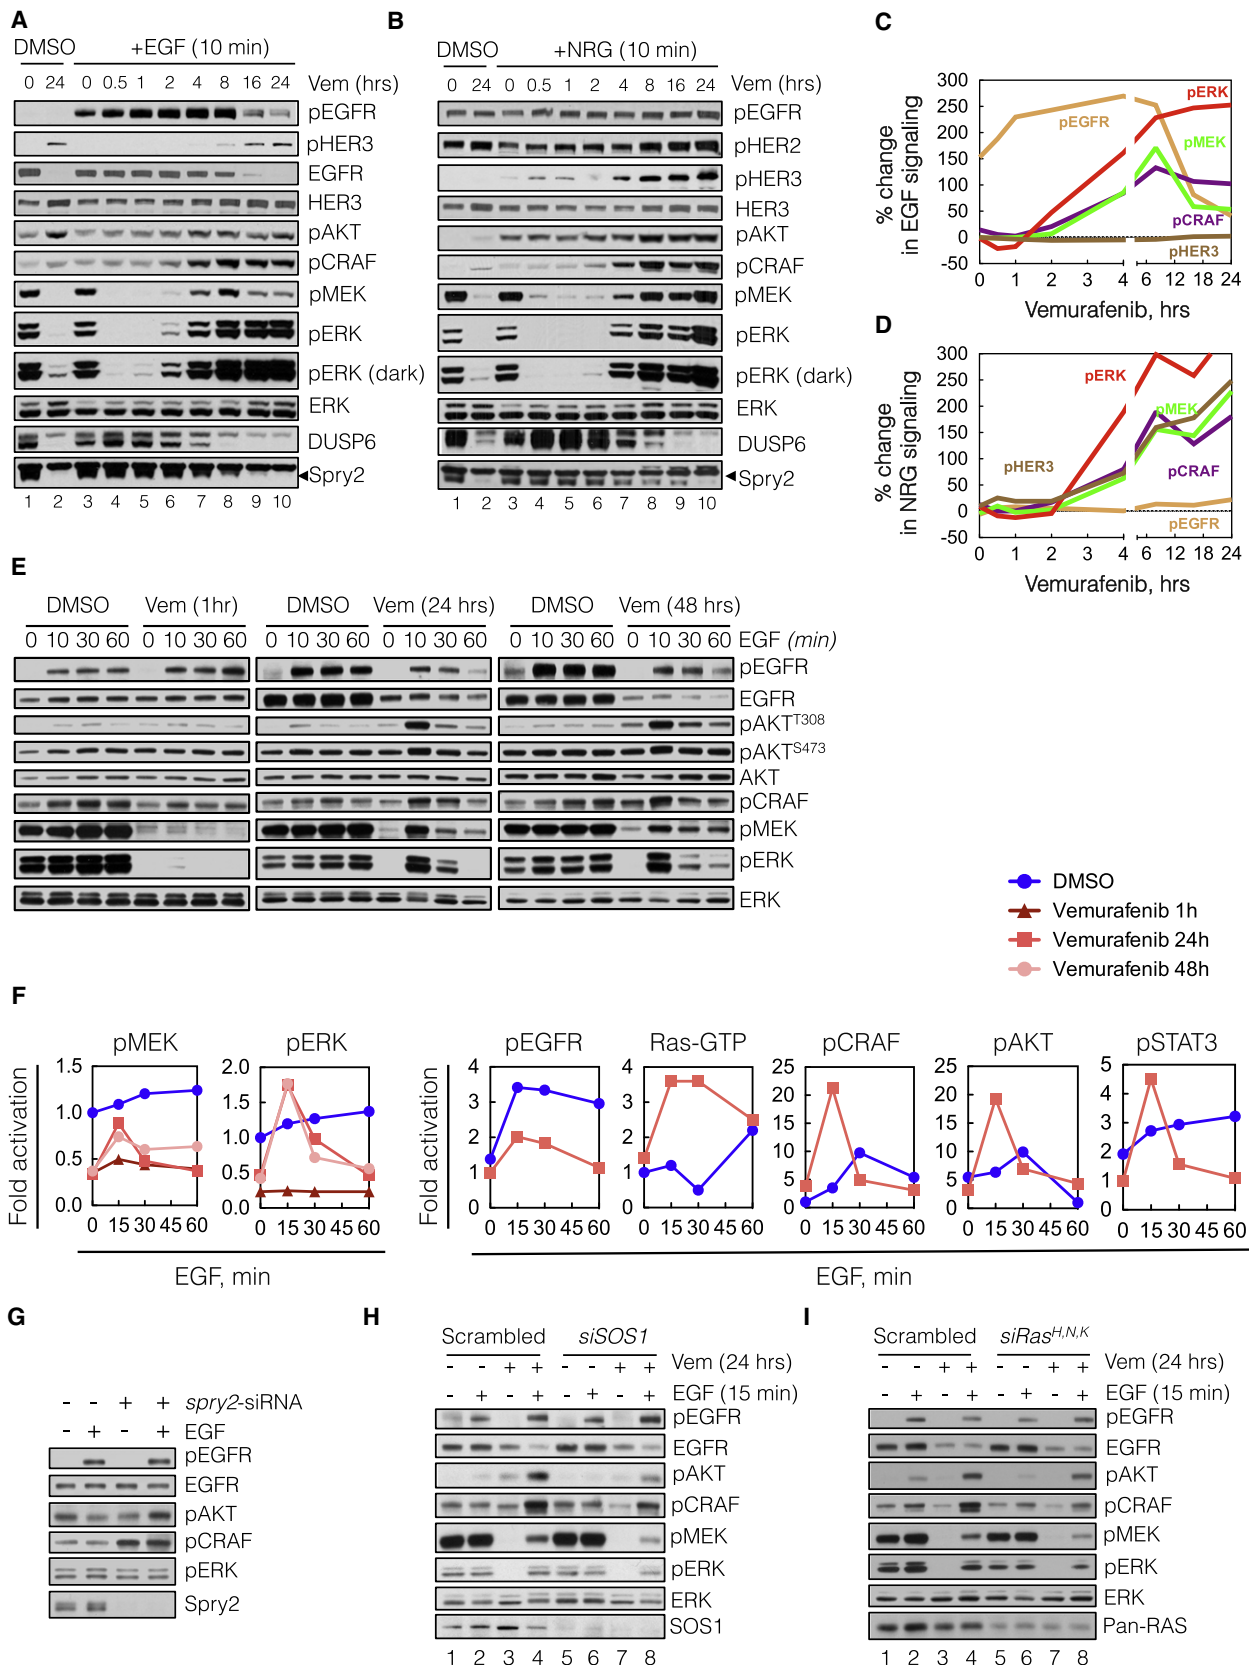 A
DMSO +EGF (10 min)
0 24 0 0.5 1 2 4 8 16 24 Vem (hrs)
pEGFR
pHER3
EGFR
HER3
pAKT
pCRAF
pMEK
pERK
pERK (dark)
ERK
DUSP6
Spry2
1 2 3 4 5 6 7 8 9 10
B
DMSO +NRG (10 min)
0 24 0 0.5 1 2 4 8 16 24 Vem (hrs)
pEGFR
pHER2
pHER3
HER3
pAKT
pCRAF
pMEK
pERK
pERK (dark)
ERK
DUSP6
Spry2
1 2 3 4 5 6 7 8 9 10
C
% change
in EGF signaling
300
250
200
150
100
50
0
-50
pERK
pEGFR
pMEK
pCRAF
pHER3
0 1 2 4 6 12 18 24
Vemurafenib, hrs
D
% change
in NRG signaling
300
250
200
150
100
50
0
-50
pERK
pMEK
pHER3
pCRAF
pEGFR
0 1 2 4 6 12 18 24
Vemurafenib, hrs
E
DMSO Vem (1hr) DMSO Vem (24 hrs) DMSO Vem (48 hrs)
0 10 30 60 0 10 30 60 0 10 30 60 0 10 30 60 0 10 30 60 0 10 30 60 EGF (min)
pEGFR
EGFR
pAKT^T308
pAKT^S473
AKT
pCRAF
pMEK
pERK
ERK
DMSO
Vemurafenib 1h
Vemurafenib 24h
Vemurafenib 48h
F
Fold activation
pMEK
1.5
1.0
0.5
0.0
0 15 30 45 60
pERK
2.0
1.5
1.0
0.5
0.0
0 15 30 45 60
EGF, min
Fold activation
pEGFR
4
3
2
1
0
0 15 30 45 60
Ras-GTP
4
3
2
1
0
0 15 30 45 60
pCRAF
25
20
15
10
5
0
0 15 30 45 60
pAKT
25
20
15
10
5
0
0 15 30 45 60
pSTAT3
5
4
3
2
1
0
0 15 30 45 60
EGF, min
G
- - + + spry2-siRNA
- + - + EGF
pEGFR
EGFR
pAKT
pCRAF
pERK
Spry2
H
Scrambled siSOS1
- - + + - - + + Vem (24 hrs)
- + - + - + - + EGF (15 min)
pEGFR
EGFR
pAKT
pCRAF
pMEK
pERK
ERK
SOS1
1 2 3 4 5 6 7 8
I
Scrambled siRas^H,N,K
- - + + - - + + Vem (24 hrs)
- + - + - + - + EGF (15 min)
pEGFR
EGFR
pAKT
pCRAF
pMEK
pERK
ERK
Pan-RAS
1 2 3 4 5 6 7 8